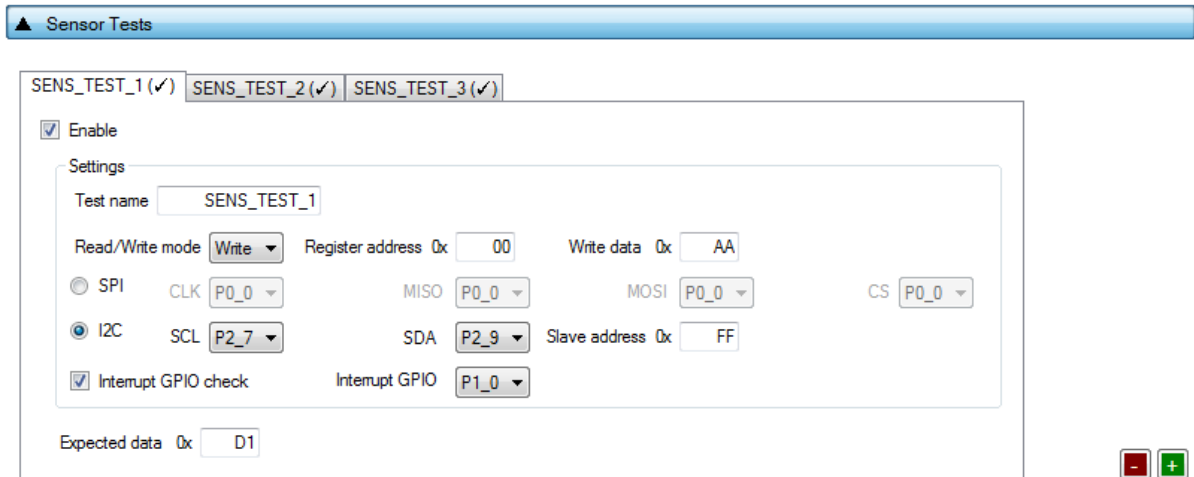 ▲ Sensor Tests
SENS_TEST_1 (✓) SENS_TEST_2 (✓) SENS_TEST_3 (✓)
Enable
Settings
Test name SENS_TEST_1
Read/Write mode Write Register address 0x 00 Write data 0x AA
SPI CLK P0_0 MISO P0_0 MOSI P0_0 CS P0_0
I2C SCL P2_7 SDA P2_9 Slave address 0x FF
Interrupt GPIO check Interrupt GPIO P1_0
Expected data 0x D1
- +